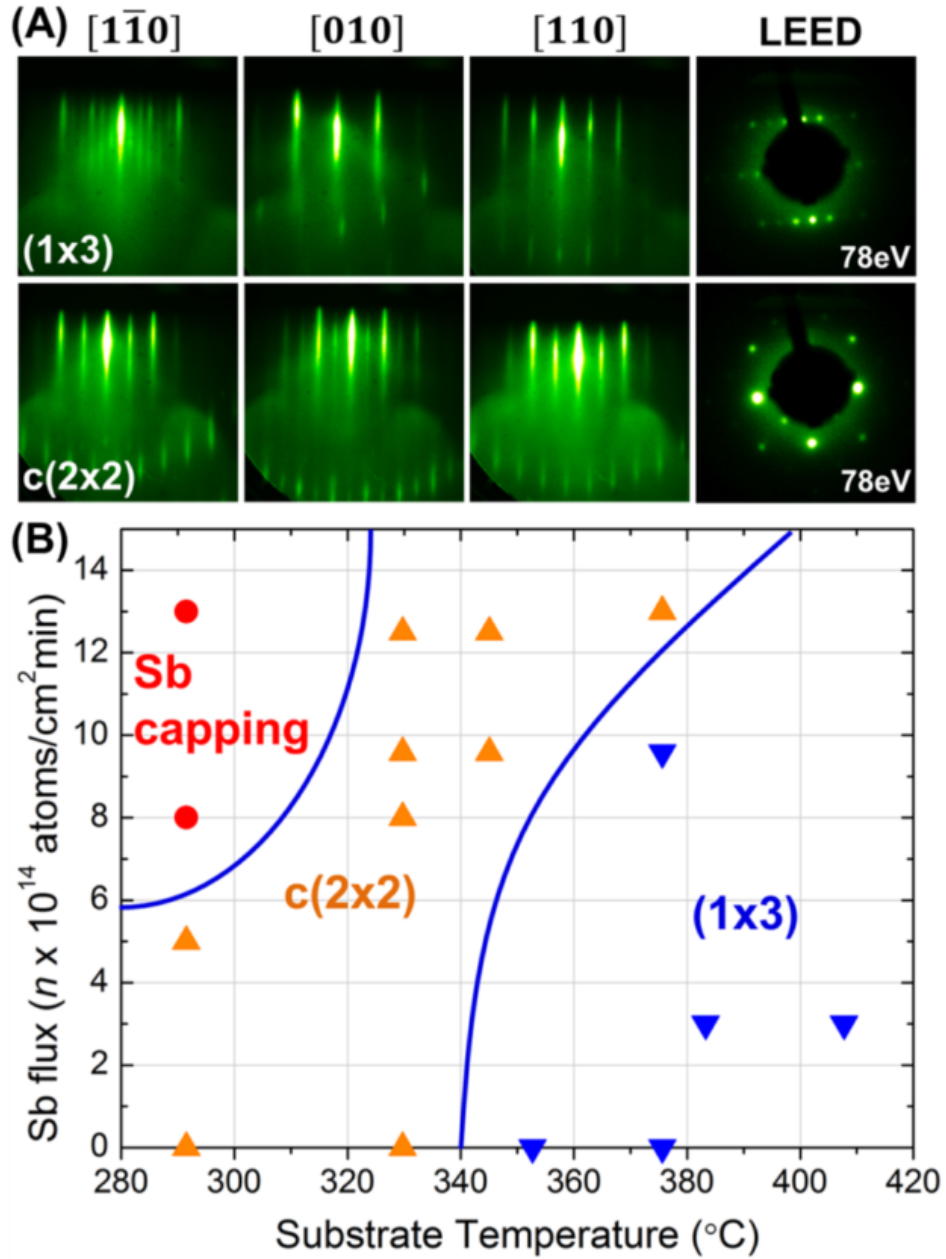 (A) [11̅0] [010] [110] LEED
(1x3) 78eV
c(2x2) 78eV
(B)
Sb flux (n x 10¹⁴ atoms/cm²min)
14
12
10
8
6
4
2
0
Sb
capping
c(2x2)
(1x3)
280 300 320 340 360 380 400 420
Substrate Temperature (°C)